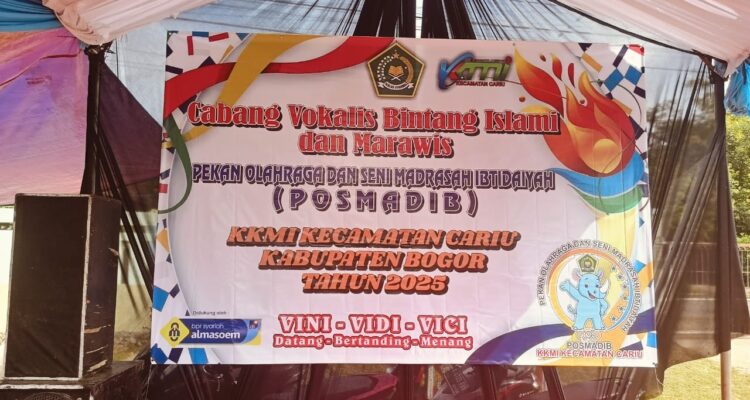 KKMI
KECAMATAN CARIU
Cabang Vokalis Bintang Islami
dan Marawis
PEKAN OLAHRAGA DAN SENI MADRASAH IBTIDAIYAH
(POSMADIB)
KKMI KECAMATAN CARIU
KABUPATEN BOGOR
TAHUN 2025
Didukung oleh :
bpr syariah
almasoem
VINI - VIDI - VICI
Datang - Bertanding - Menang
PEKAN OLAHRAGA DAN SENI MADRASAH IBTIDAIYAH
POSMADIB
KKMI KECAMATAN CARIU